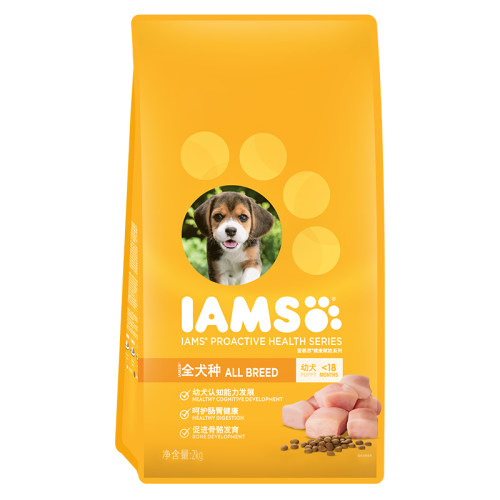 IAMS
IAMS® PROACTIVE HEALTH SERIES
全犬种 ALL BREED
幼犬 <18
PUPPY MONTHS
幼犬认知能力发展
HEALTHY COGNITIVE DEVELOPMENT
呵护肠胃健康
HEALTHY DIGESTION
促进骨骼发育
BONE DEVELOPMENT
净含量: 2kg